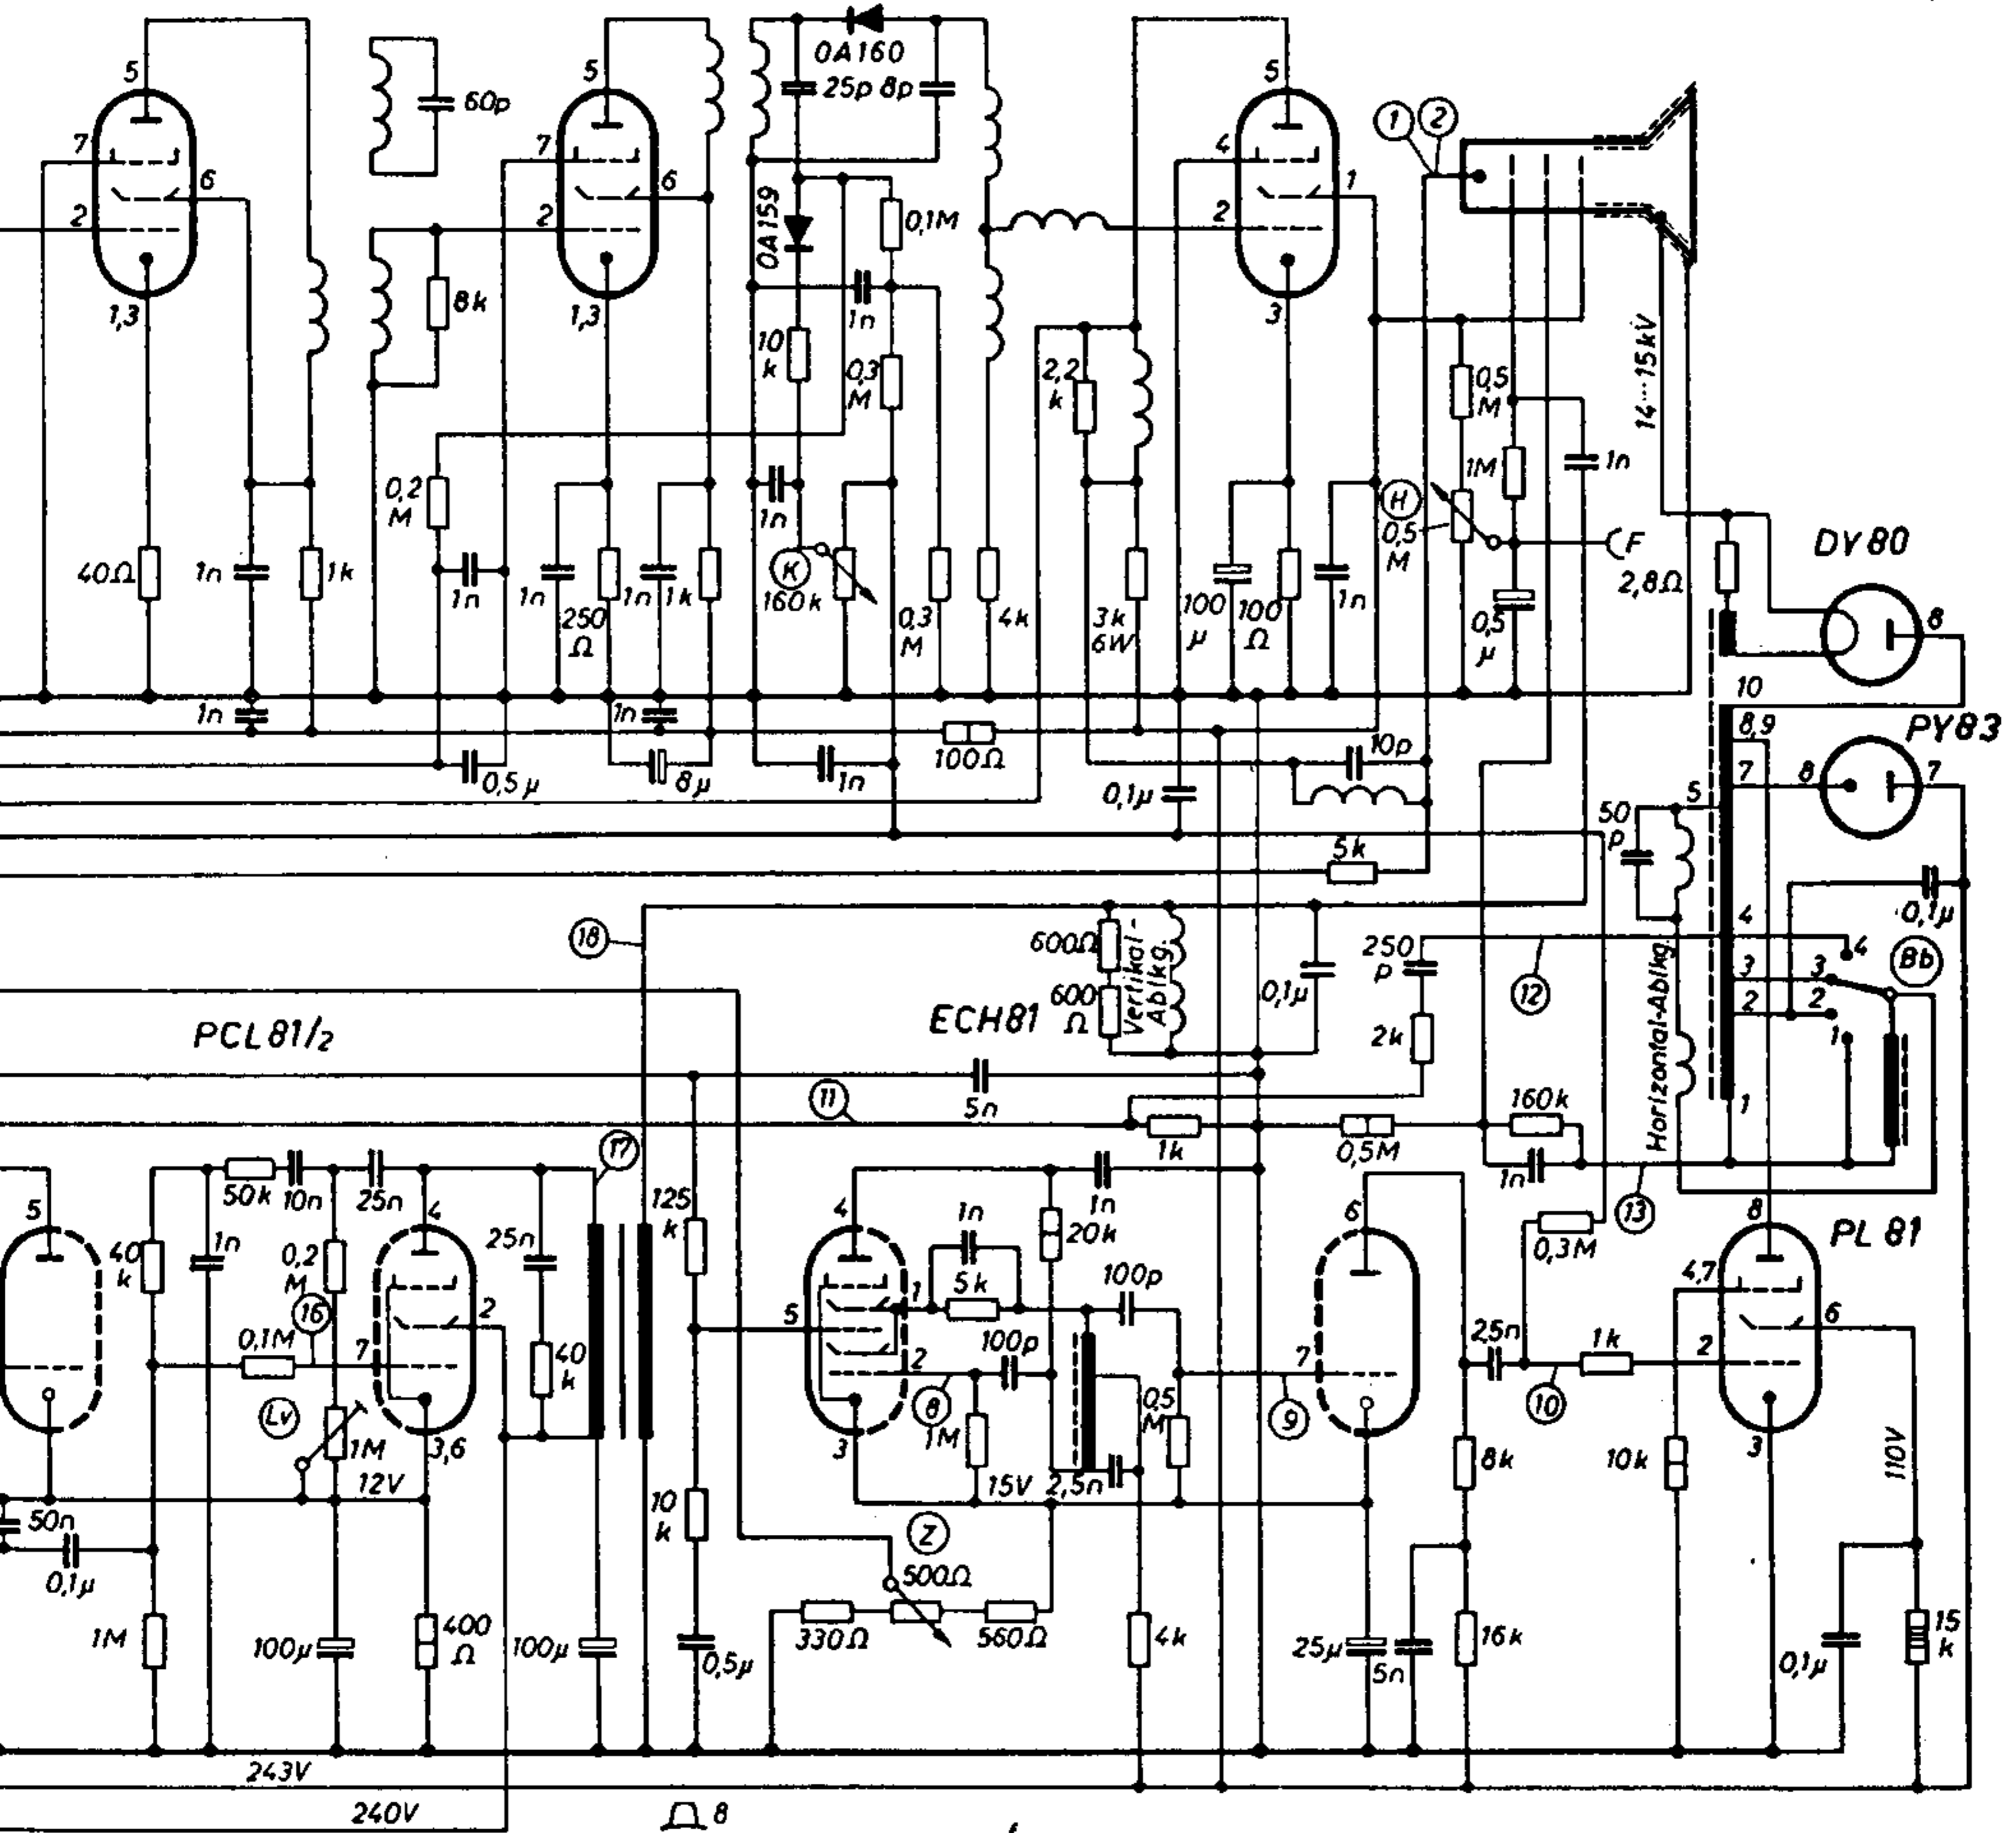 OA160
5
60p
5
25p 8p
5
1 2
7
7
4
6
6
1
OA159
2
2
0,1M
2
1,3
8k
1,3
1n
3
10
k
0,3
M
2,2
k
0,5
M
14...15kV
0,2
M
1n
1M
H
1n
0,5
M
F
DY80
40Ω
1n
1k
1n
1n
250
Ω
1n
1k
K
160k
0,3
M
4k
3k
6W
100
μ
100
Ω
1n
0,5
μ
2,8Ω
8
10
1n
1n
8,9
PY83
0,5μ
8μ
1n
100Ω
10p
7
8
7
0,1μ
5
50
p
5k
18
600Ω
Vertikal-
Ablkg.
4
0,1μ
250
p
4
Bb
12
3
3
PCL81/2
ECH81
600
Ω
0,1μ
2
2
2k
1
Horizontal-Ablkg.
11
5n
160k
1
17
1k
0,5M
1n
13
50k 10n
25n
125
k
1n
5
4
4
6
8
PL 81
40
k
1n
0,2
M
25n
1n
20k
0,3M
16
2
5k
1
100p
4,7
0,1M
7
40
k
5
100p
2
7
25n
1k
2
6
Lv
1M
8
1M
0,5
M
9
10
3,6
3
3
12V
15V
2,5n
8k
10k
110V
50n
10
k
Z
0,1μ
500Ω
1M
100μ
400
Ω
100μ
0,5μ
330Ω
560Ω
4k
25μ
5n
16k
0,1μ
15
k
243V
240V
8